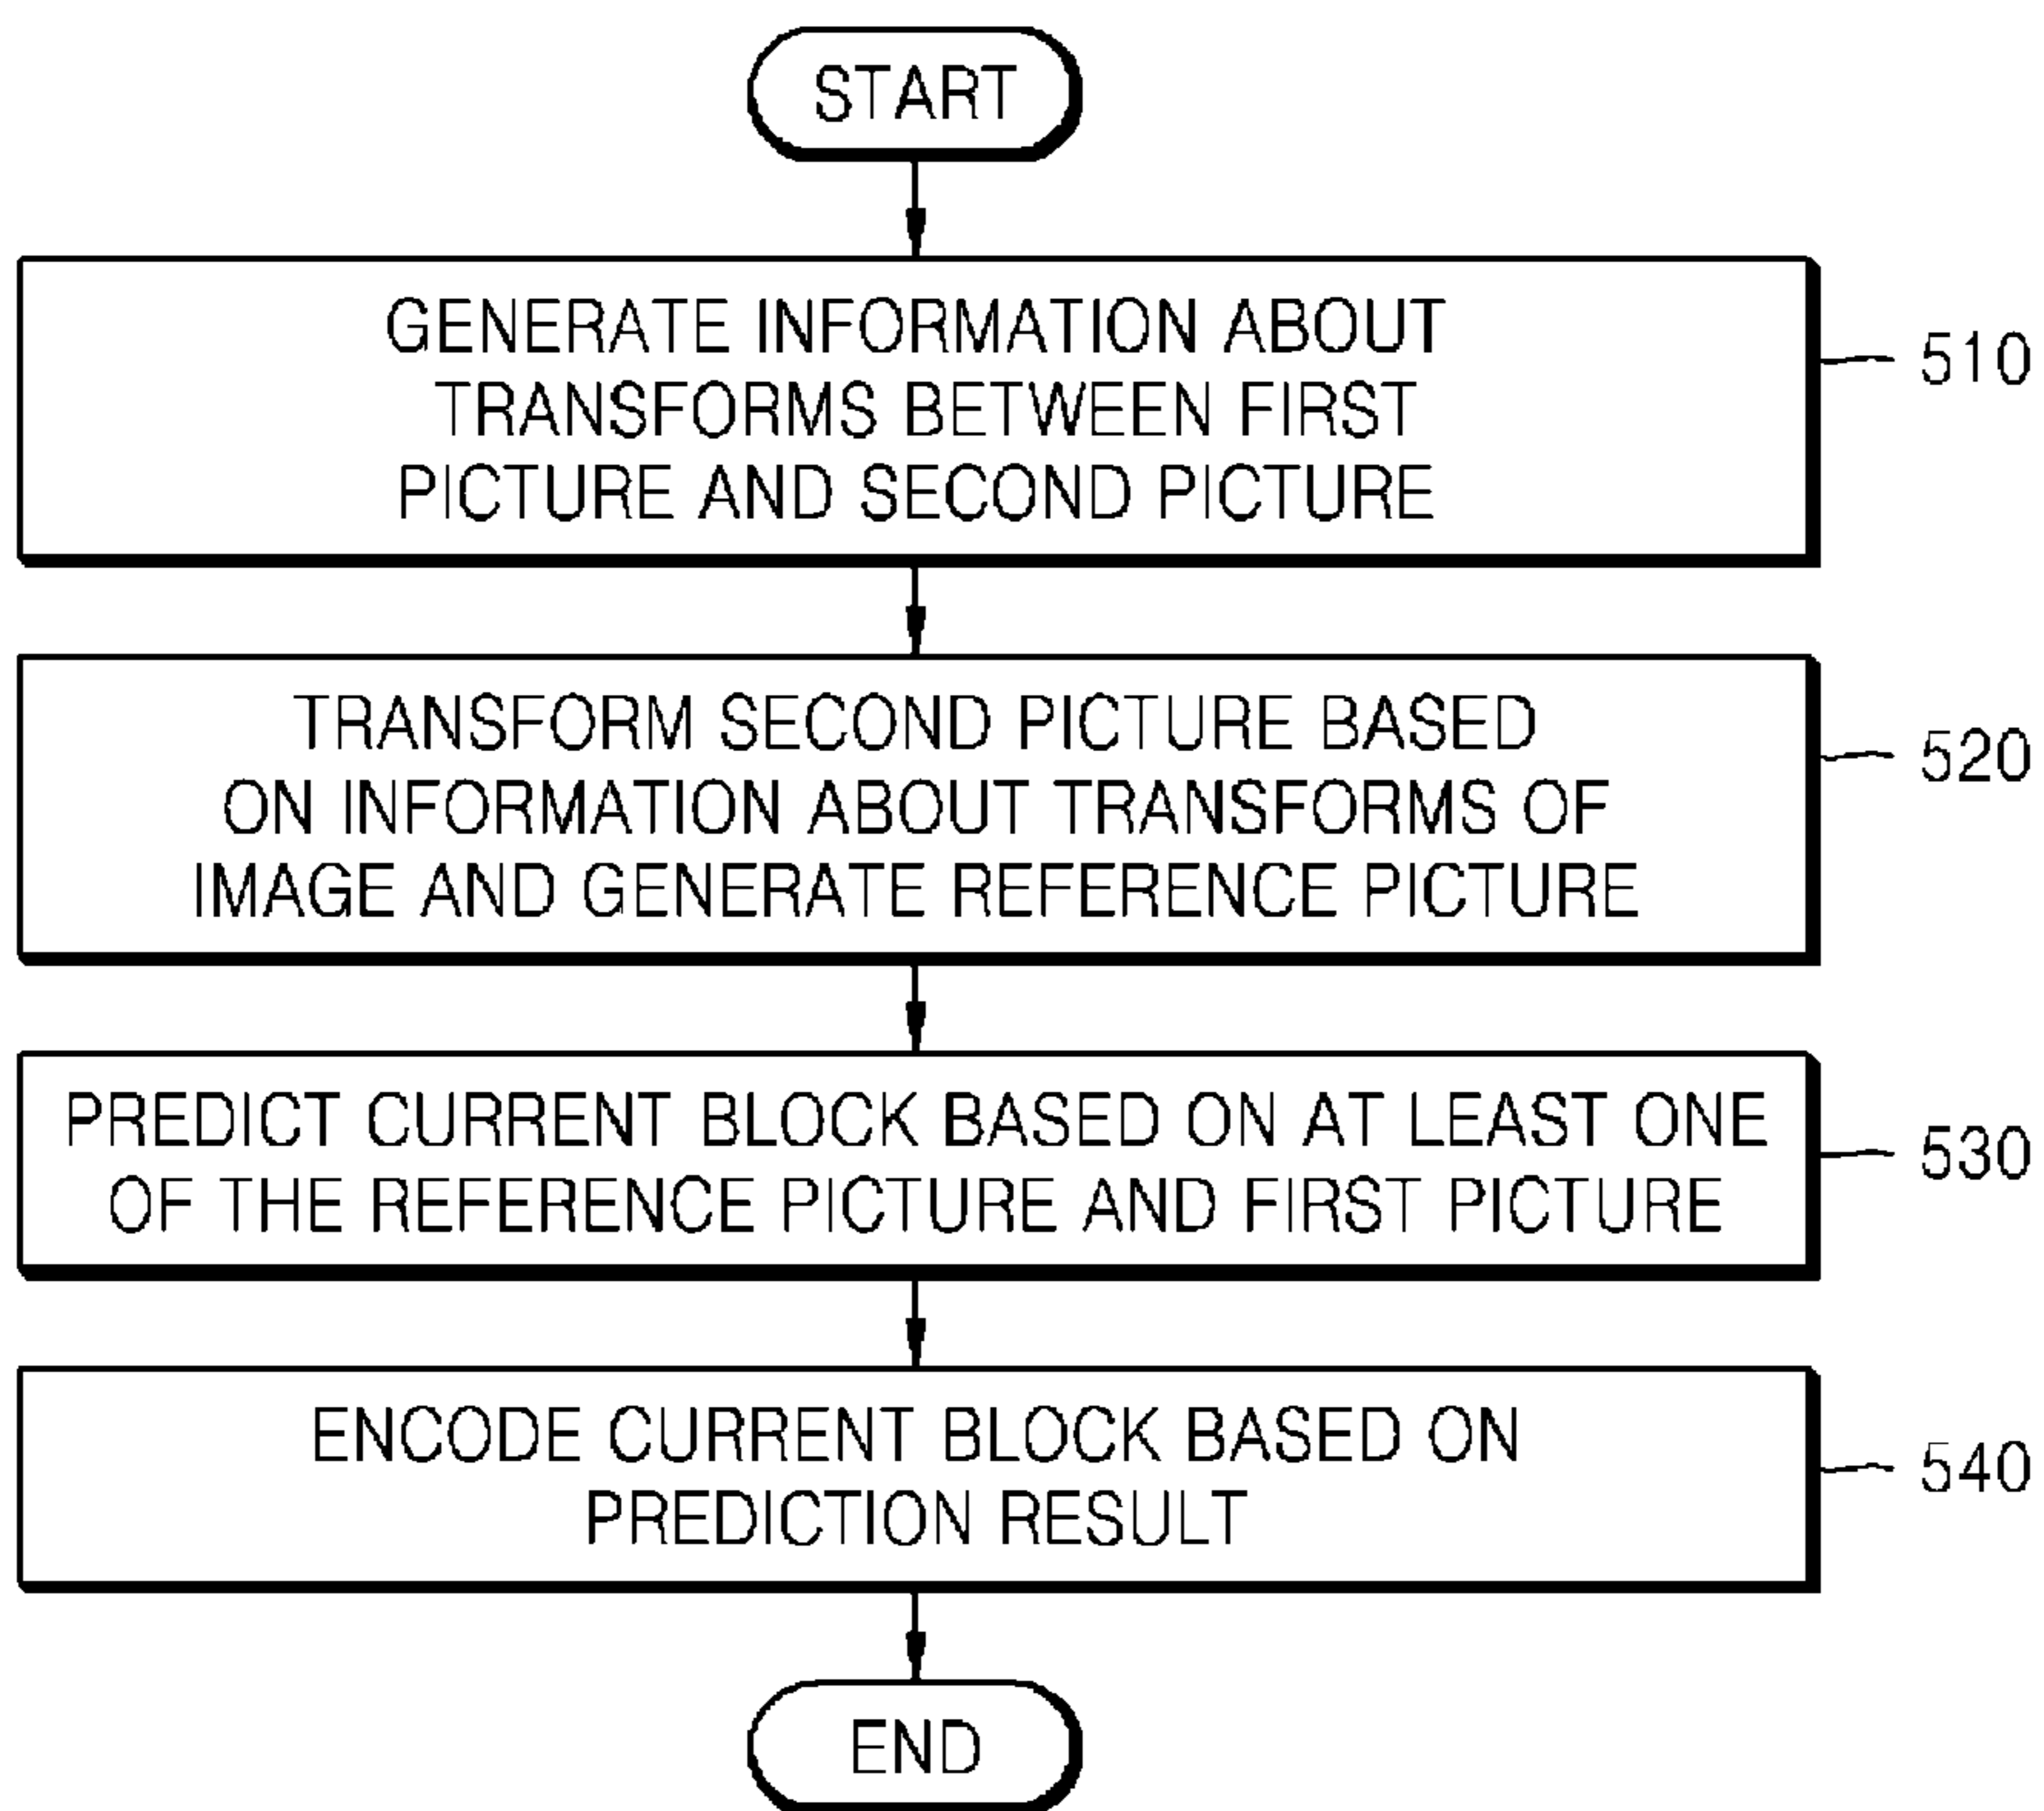 START
GENERATE INFORMATION ABOUT
TRANSFORMS BETWEEN FIRST
PICTURE AND SECOND PICTURE
510
TRANSFORM SECOND PICTURE BASED
ON INFORMATION ABOUT TRANSFORMS OF
IMAGE AND GENERATE REFERENCE PICTURE
520
PREDICT CURRENT BLOCK BASED ON AT LEAST ONE
OF THE REFERENCE PICTURE AND FIRST PICTURE
530
ENCODE CURRENT BLOCK BASED ON
PREDICTION RESULT
540
END